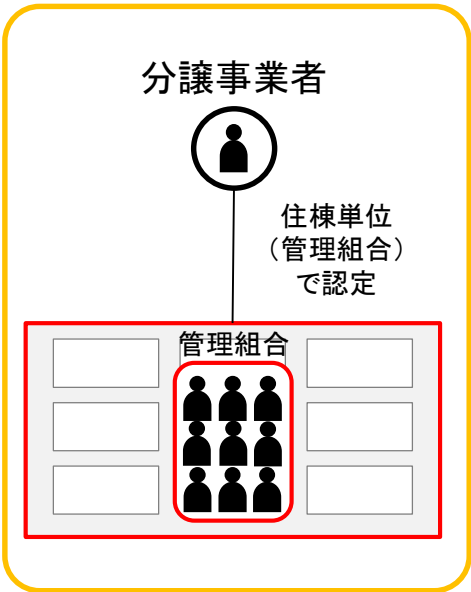 分譲事業者
住棟単位
（管理組合）
で認定
管理組合